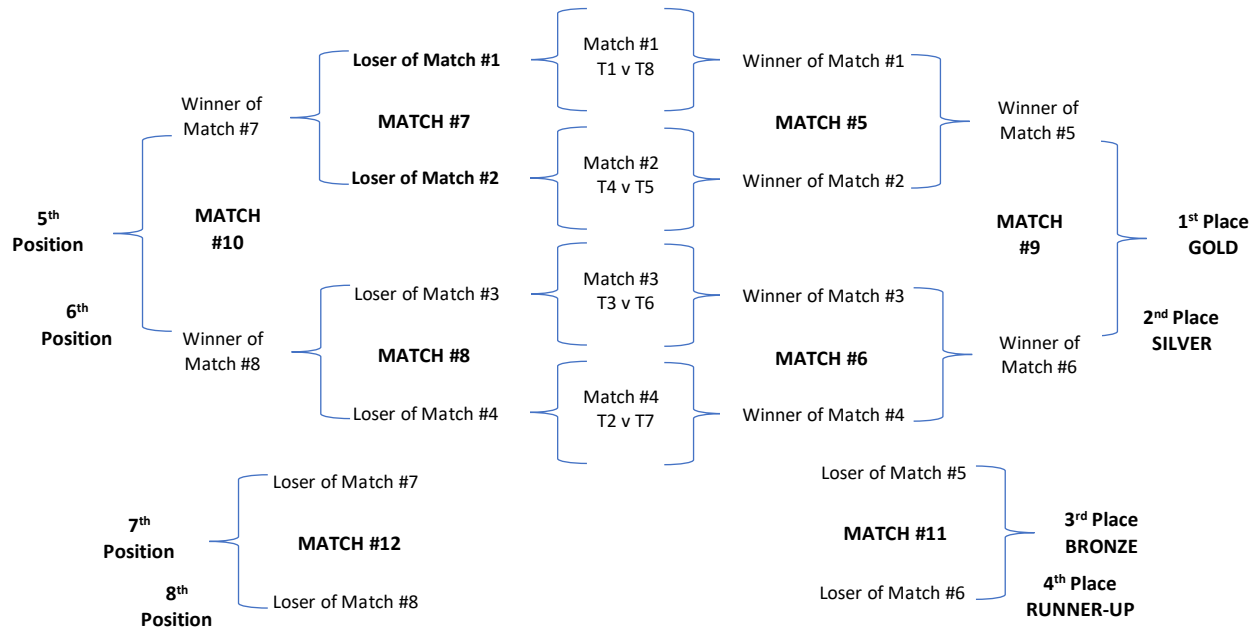 Loser of Match #1
Match #1
T1 v T8
Winner of Match #1
Winner of
Match #7
MATCH #7
MATCH #5
Winner of
Match #5
Loser of Match #2
Match #2
T4 v T5
Winner of Match #2
5th
Position
MATCH
#10
MATCH
#9
1st Place
GOLD
Loser of Match #3
Match #3
T3 v T6
Winner of Match #3
6th
Position
Winner of
Match #8
MATCH #8
MATCH #6
Winner of
Match #6
2nd Place
SILVER
Loser of Match #4
Match #4
T2 v T7
Winner of Match #4
Loser of Match #7
Loser of Match #5
7th
Position
MATCH #12
MATCH #11
3rd Place
BRONZE
8th
Position
Loser of Match #8
Loser of Match #6
4th Place
RUNNER-UP